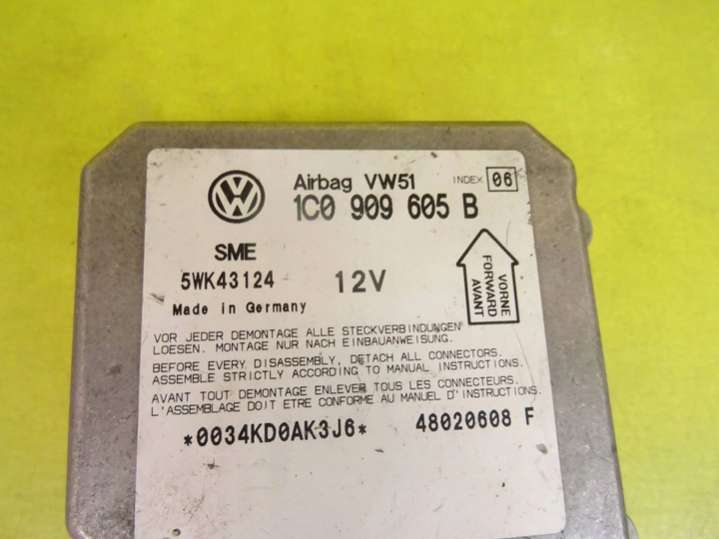 Airbag VW51 INDEX 06
1C0 909 605 B
SME
5WK43124 12V
Made in Germany
VORNE
FORWARD
AVANT
VOR JEDER DEMONTAGE ALLE STECKVERBINDUNGEN
LOESEN. MONTAGE NUR NACH EINBAUANWEISUNG.
BEFORE EVERY DISASSEMBLY, DETACH ALL CONNECTORS.
ASSEMBLE STRICTLY ACCORDING TO MANUAL INSTRUCTIONS.
AVANT TOUT DEMONTAGE ENLEVER TOUS LES CONNECTEURS.
L'ASSEMBLAGE DOIT ETRE CONFORME AU MANUEL D'INSTRUCTIONS.
*0034KD0AK3J6* 48020608 F